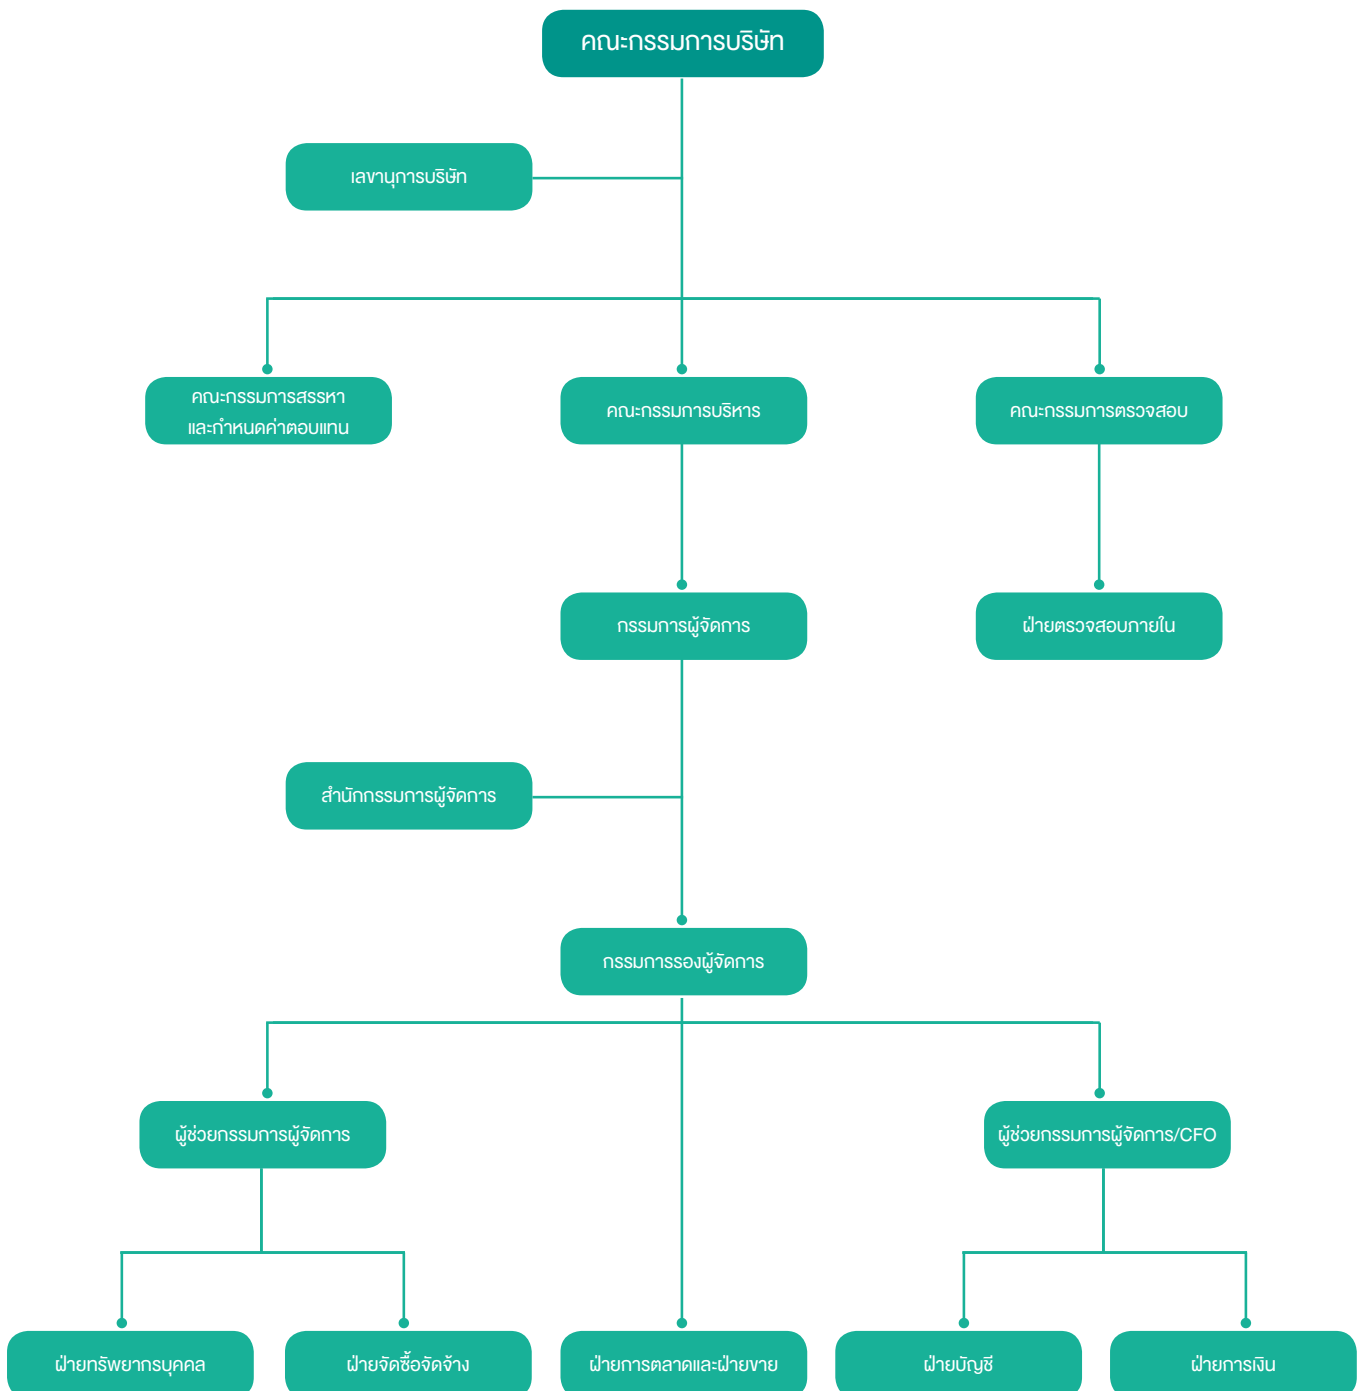 คณะกรรมการบริษัท
เลขานุการบริษัท
คณะกรรมการสรรหา
และกำหนดค่าตอบแทน
คณะกรรมการบริหาร
คณะกรรมการตรวจสอบ
กรรมการผู้จัดการ
ฝ่ายตรวจสอบภายใน
สำนักกรรมการผู้จัดการ
กรรมการรองผู้จัดการ
ผู้ช่วยกรรมการผู้จัดการ
ผู้ช่วยกรรมการผู้จัดการ/CFO
ฝ่ายทรัพยากรบุคคล
ฝ่ายจัดซื้อจัดจ้าง
ฝ่ายการตลาดและฝ่ายขาย
ฝ่ายบัญชี
ฝ่ายการเงิน